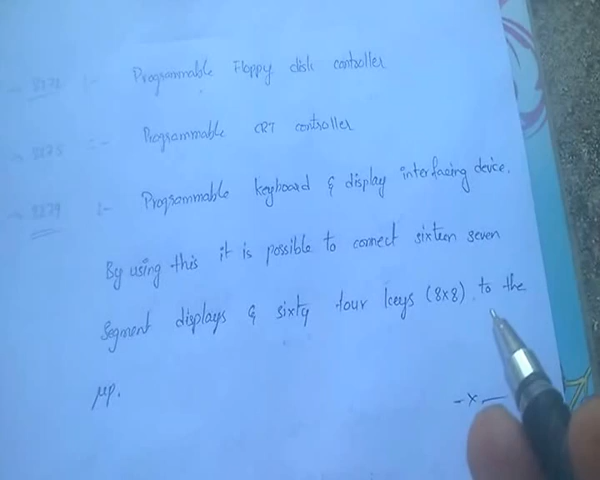 8272 :- Programmable Floppy disk controller
8275 :- Programmable CRT controller
8279 :- Programmable keyboard & display interfacing device.
By using this it is possible to connect sixteen seven
segment displays & sixty four keys (8x8) to the
μp.
-x-